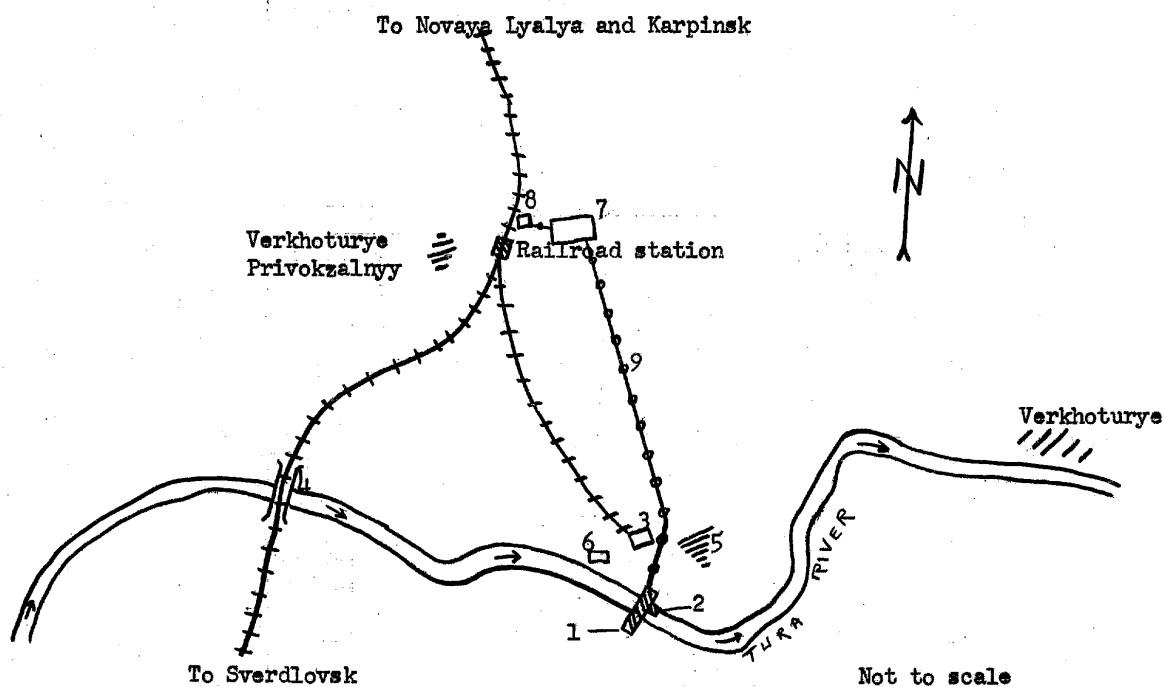 To Novaya Lyalya and Karpinsk
N
8
7
Verkhoturye
Privokzalnyy
Railroad station
9
Verkhoturye
4
3
6
5
RIVER
2
1
TURA
To Sverdlovsk
Not to scale